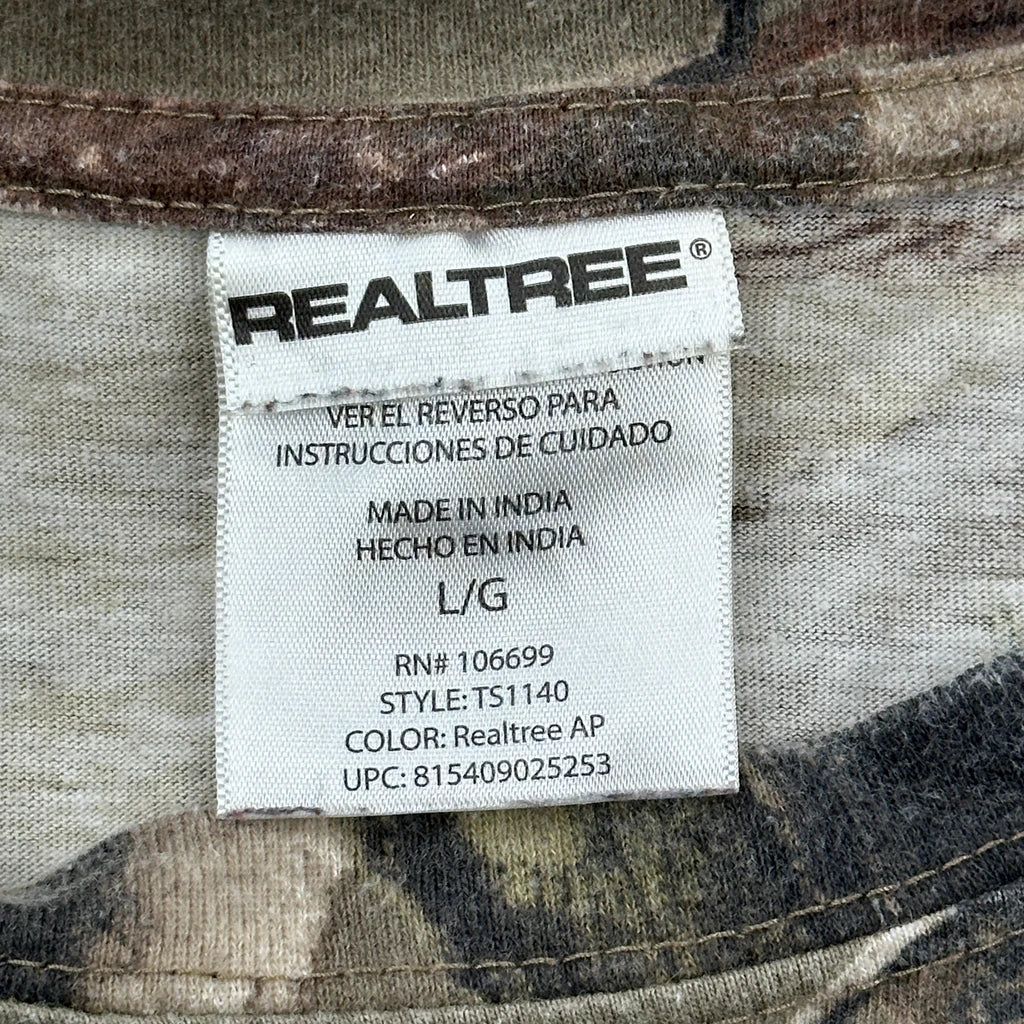 REALTREE®
VER EL REVERSO PARA
INSTRUCCIONES DE CUIDADO
MADE IN INDIA
HECHO EN INDIA
L/G
RN# 106699
STYLE: TS1140
COLOR: Realtree AP
UPC: 815409025253